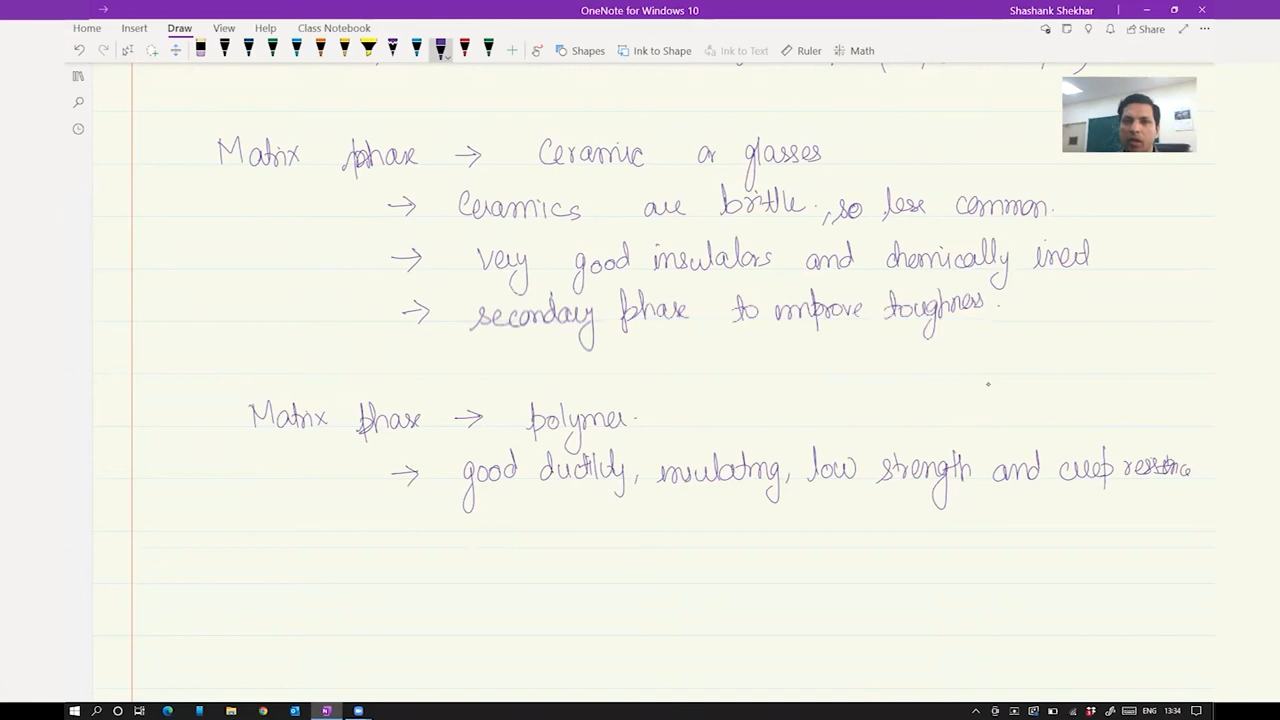 OneNote for Windows 10
Shashank Shekhar
Home Insert Draw View Help Class Notebook
Share
Shapes Ink to Shape Ink to Text Ruler Math
Matrix phase → Ceramic or glasses
→ Ceramics are brittle, so less common.
→ very good insulators and chemically inert
→ secondary phase to improve toughness.
Matrix phase → polymer
→ good ductility, insulating, low strength and creep
ENG 13:34